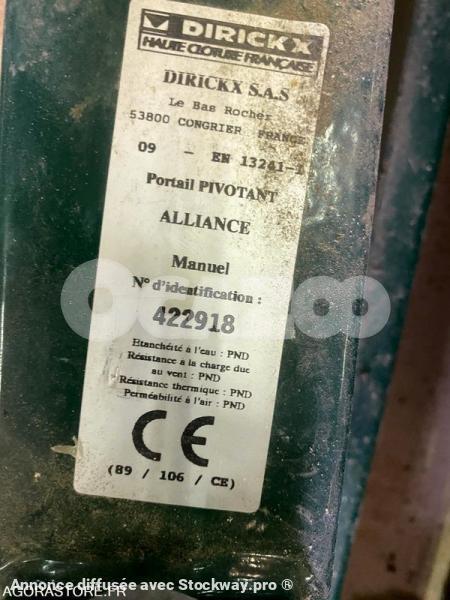 DIRICKX
HAUTE CLOTURE FRANCAISE
DIRICKX S.A.S
Le Bas Rocher
53800 CONGRIER FRANCE
09 - EN 13241-1
Portail PIVOTANT
ALLIANCE
Manuel
N° d'identification :
422918
Etanchéité à l'eau : PND
Résistance a la charge due
au vent : PND
Résistance thermique : PND
Perméabilité à l'air : PND
CE
(89 / 106 / CE)
Annonce diffusée avec Stockway.pro ®
AGORASTORE.FR